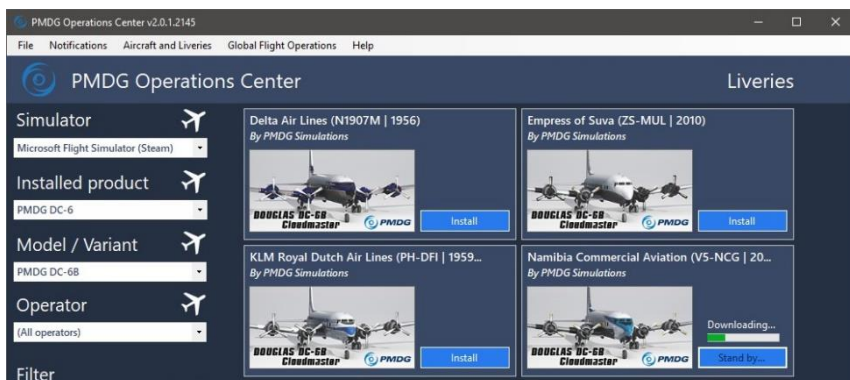 PMDG Operations Center v2.0.1.2145
File Notifications Aircraft and Liveries Global Flight Operations Help
PMDG Operations Center
Liveries
Simulator
Microsoft Flight Simulator (Steam)
Installed product
PMDG DC-6
Model / Variant
PMDG DC-6B
Operator
(All operators)
Filter
Delta Air Lines (N1907M | 1956)
By PMDG Simulations
DOUGLAS DC-6B
Cloudmaster
PMDG
Install
Empress of Suva (ZS-MUL | 2010)
By PMDG Simulations
DOUGLAS DC-6B
Cloudmaster
PMDG
Install
KLM Royal Dutch Air Lines (PH-DFI | 1959...
By PMDG Simulations
DOUGLAS DC-6B
Cloudmaster
PMDG
Install
Namibia Commercial Aviation (V5-NCG | 20...
By PMDG Simulations
DOUGLAS DC-6B
Cloudmaster
PMDG
Downloading...
Stand by...